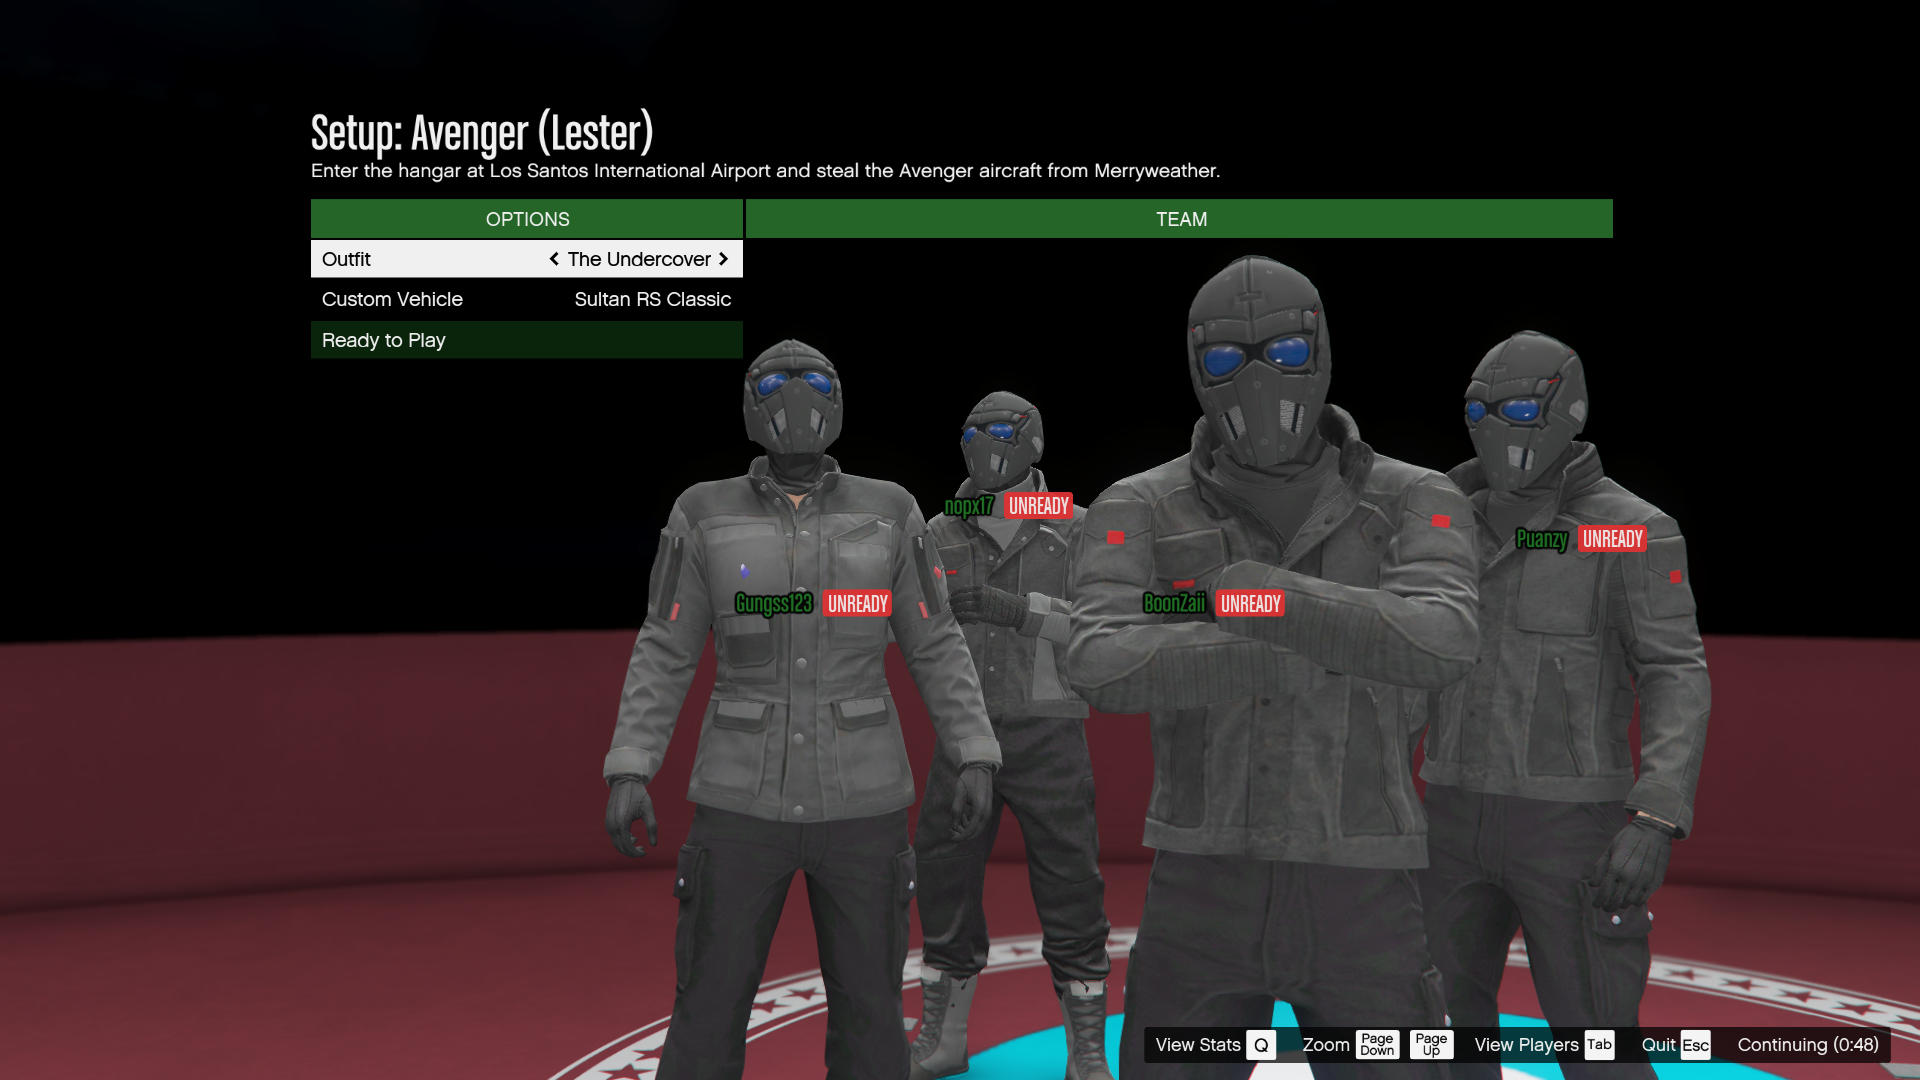 Setup: Avenger (Lester)
Enter the hangar at Los Santos International Airport and steal the Avenger aircraft from Merryweather.
OPTIONS
TEAM
Outfit < The Undercover >
Custom Vehicle Sultan RS Classic
Ready to Play
nopx17 UNREADY
Puanzy UNREADY
Gungss123 UNREADY
BoonZaii UNREADY
View Stats Q Zoom Page Down Page Up View Players Tab Quit Esc Continuing (0:48)